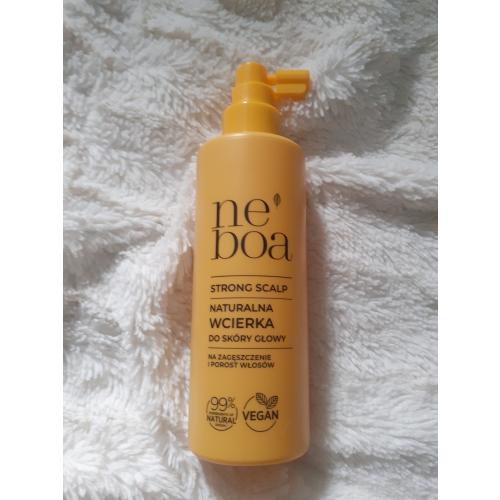 ne'
boa
STRONG SCALP
NATURALNA
WCIERKA
DO SKÓRY GŁOWY
NA ZAGĘSZCZENIE
I POROST WŁOSÓW
99%
NATURAL
VEGAN